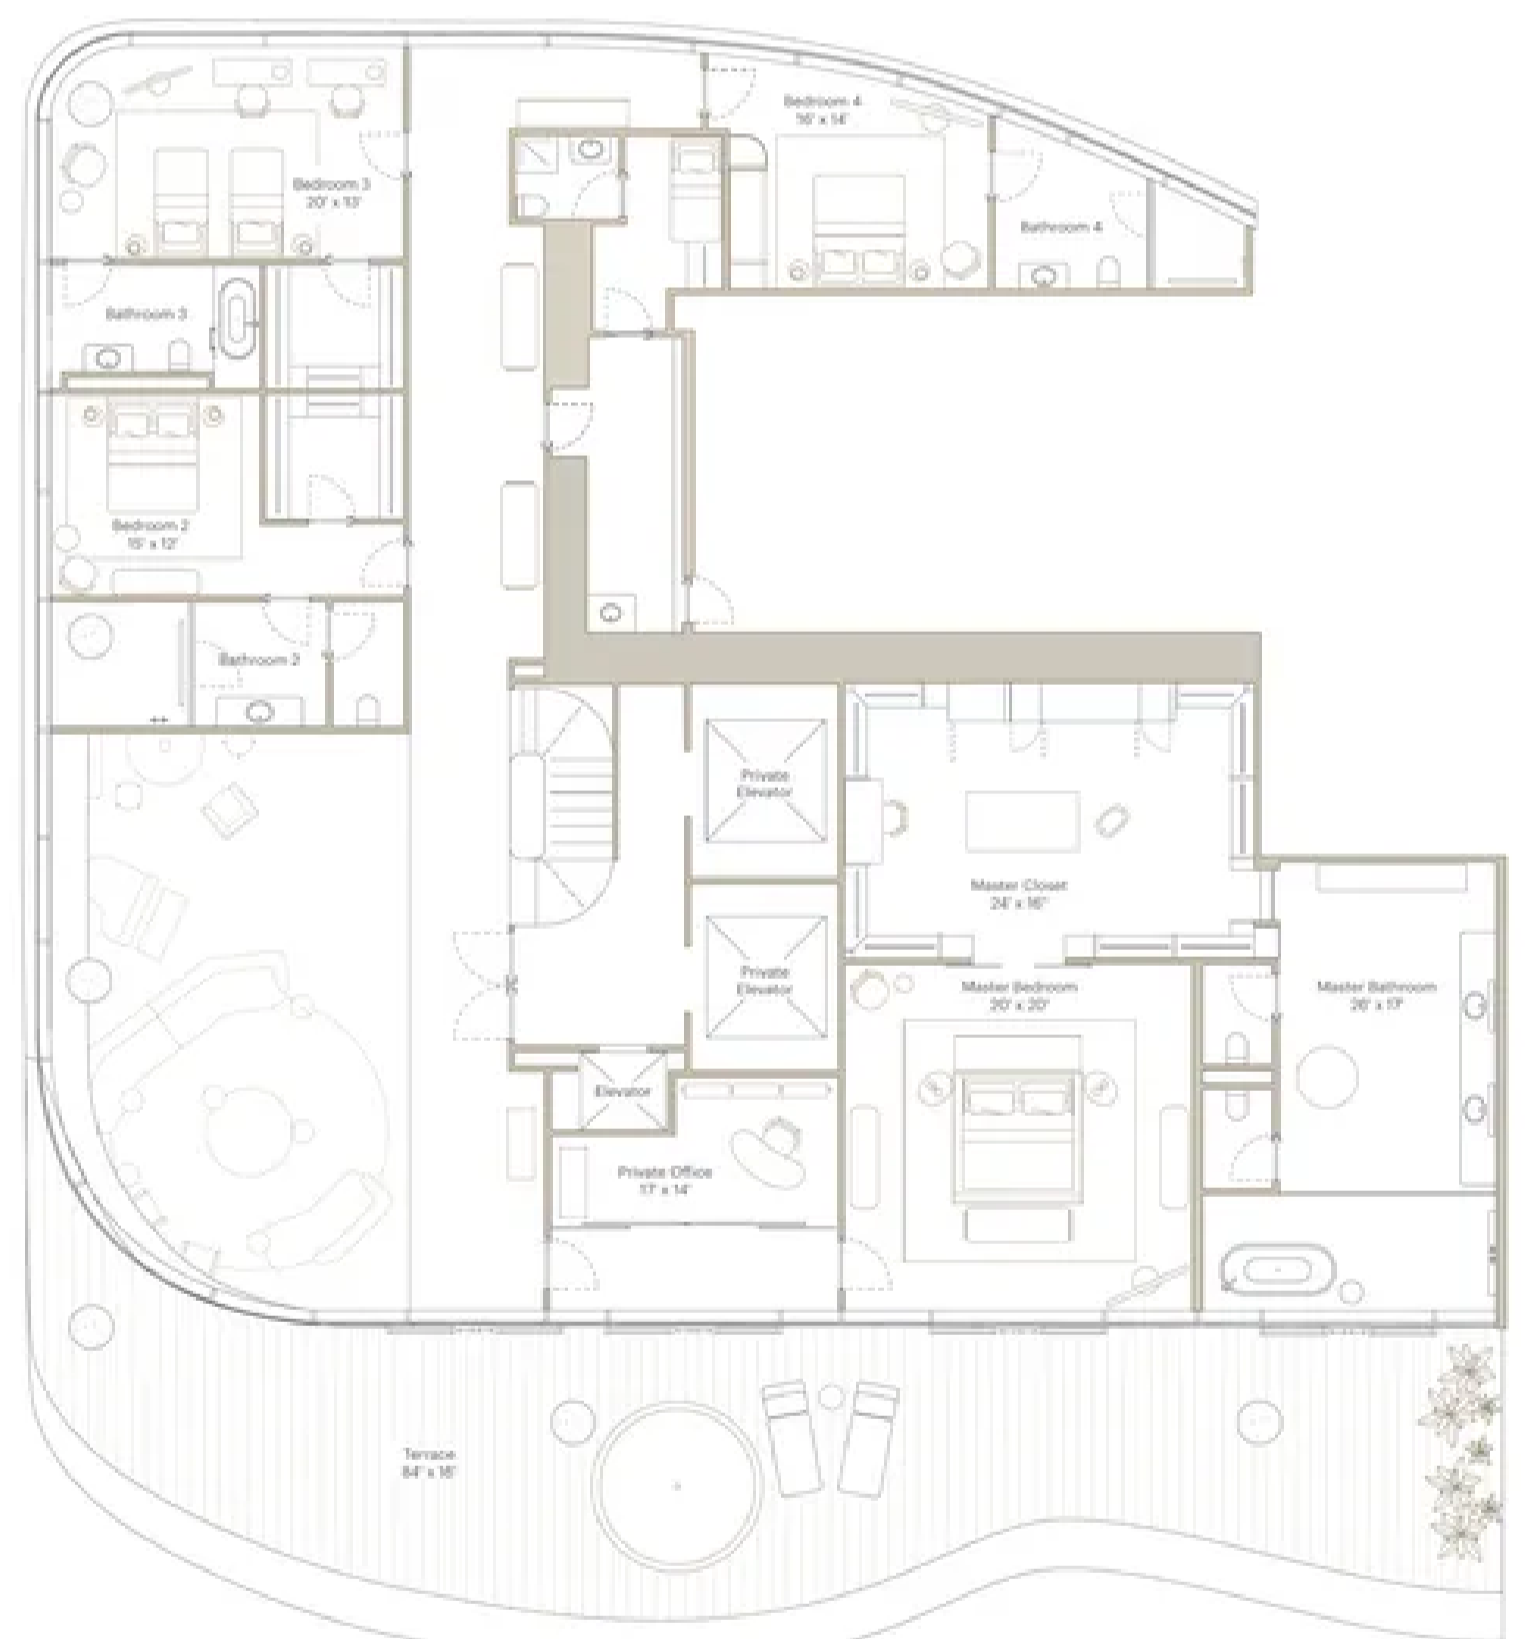 Bedroom 4
16' x 14'
Bedroom 3
20' x 13'
Bathroom 4
Bathroom 3
Bedroom 2
15' x 12'
Bathroom 2
Private
Elevator
Master Closet
24' x 16'
Private
Elevator
Master Bedroom
20' x 20'
Master Bathroom
26' x 17'
Elevator
Private Office
17' x 14'
Terrace
84' x 16'